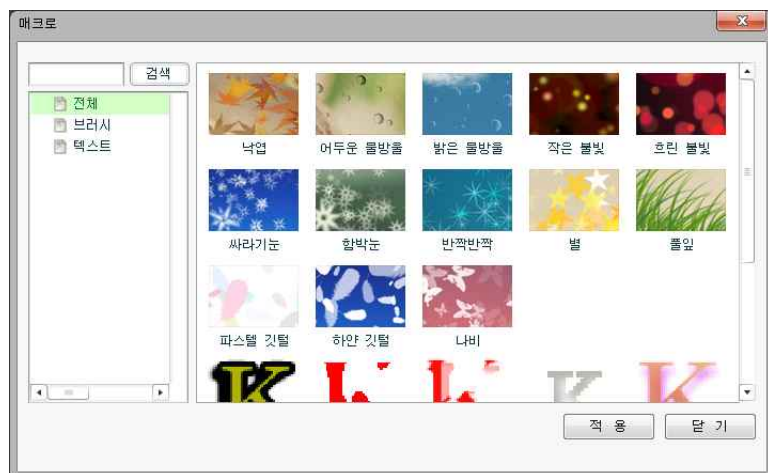 매크로
검색
전체
브러시
텍스트
낙엽
어두운 물방울
밝은 물방울
작은 불빛
흐린 불빛
싸라기눈
함박눈
반짝반짝
별
풀잎
파스텔 깃털
하얀 깃털
나비
K K K K K
적 용
닫 기